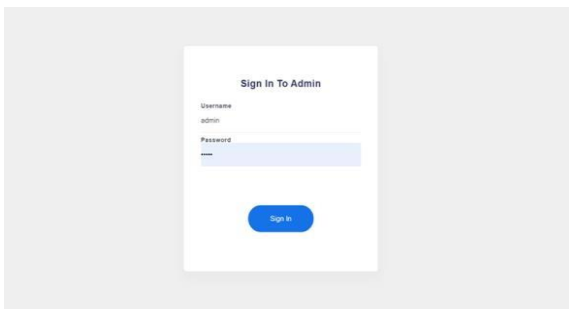 Sign In To Admin
Username
admin
Password
•••••
Sign In